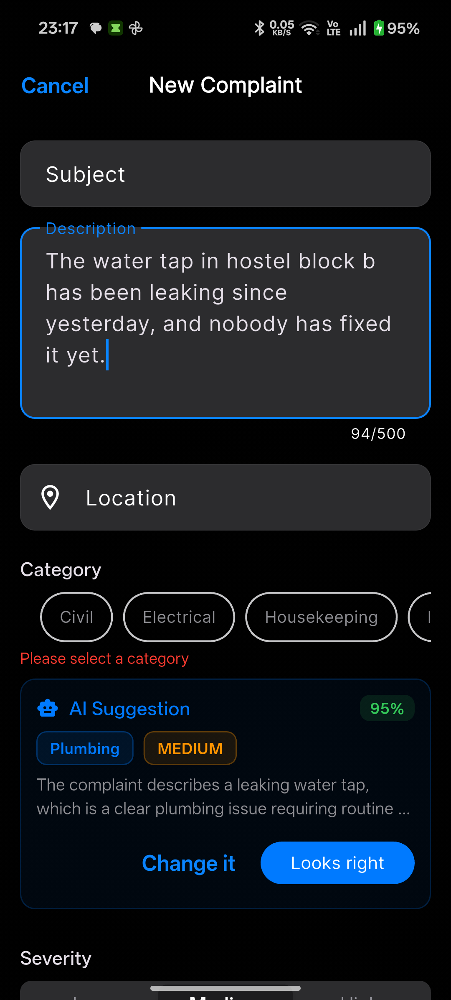 23:17
0.05 KB/S
Vo LTE
95%
Cancel
New Complaint
Subject
Description
The water tap in hostel block b
has been leaking since
yesterday, and nobody has fixed
it yet.
94/500
Location
Category
Civil
Electrical
Housekeeping
Please select a category
AI Suggestion
95%
Plumbing
MEDIUM
The complaint describes a leaking water tap,
which is a clear plumbing issue requiring routine ...
Change it
Looks right
Severity